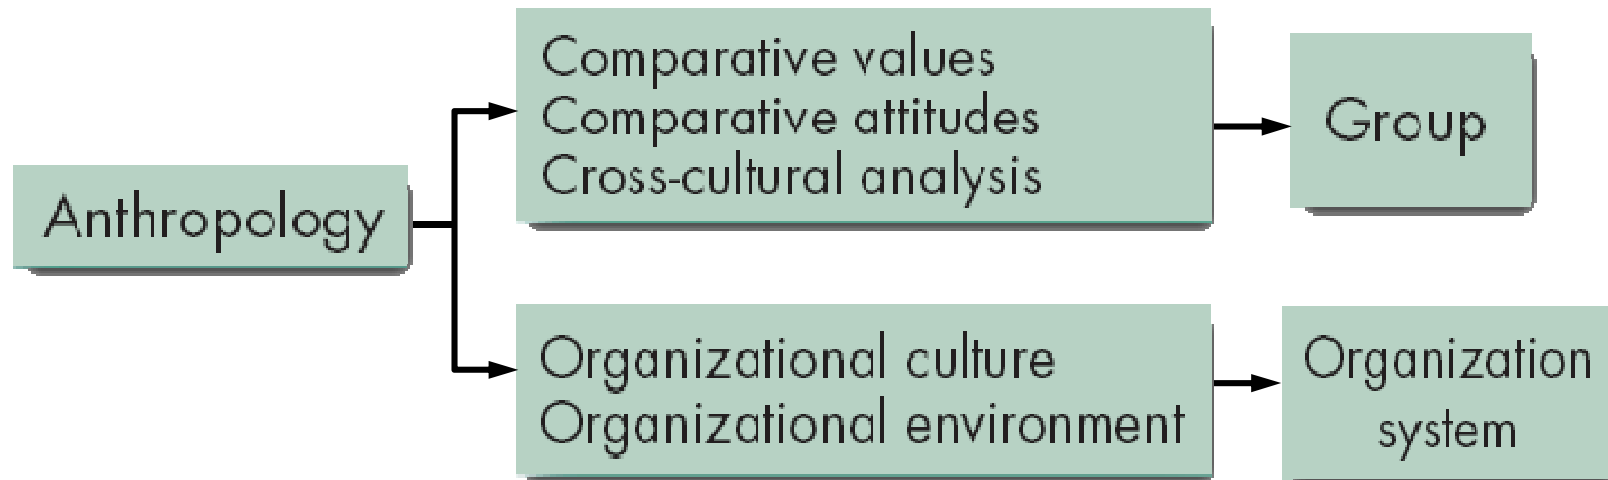 Anthropology
Comparative values
Comparative attitudes
Cross-cultural analysis
Group
Organizational culture
Organizational environment
Organization
system